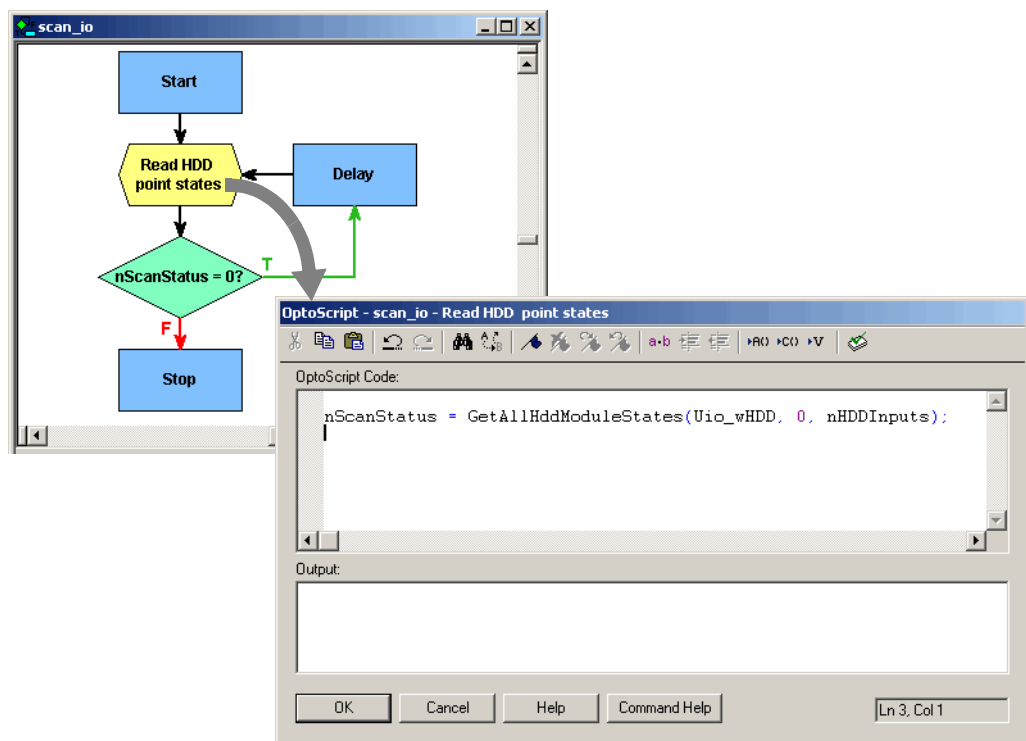 scan_io
Start
Read HDD
point states
Delay
nScanStatus = 0?
T
F
Stop
OptoScript - scan_io - Read HDD  point states
a•b
A()
C()
V
OptoScript Code:
nScanStatus = GetAllHddModuleStates(Uio_wHDD, 0, nHDDInputs);
Output:
OK
Cancel
Help
Command Help
Ln 3, Col 1